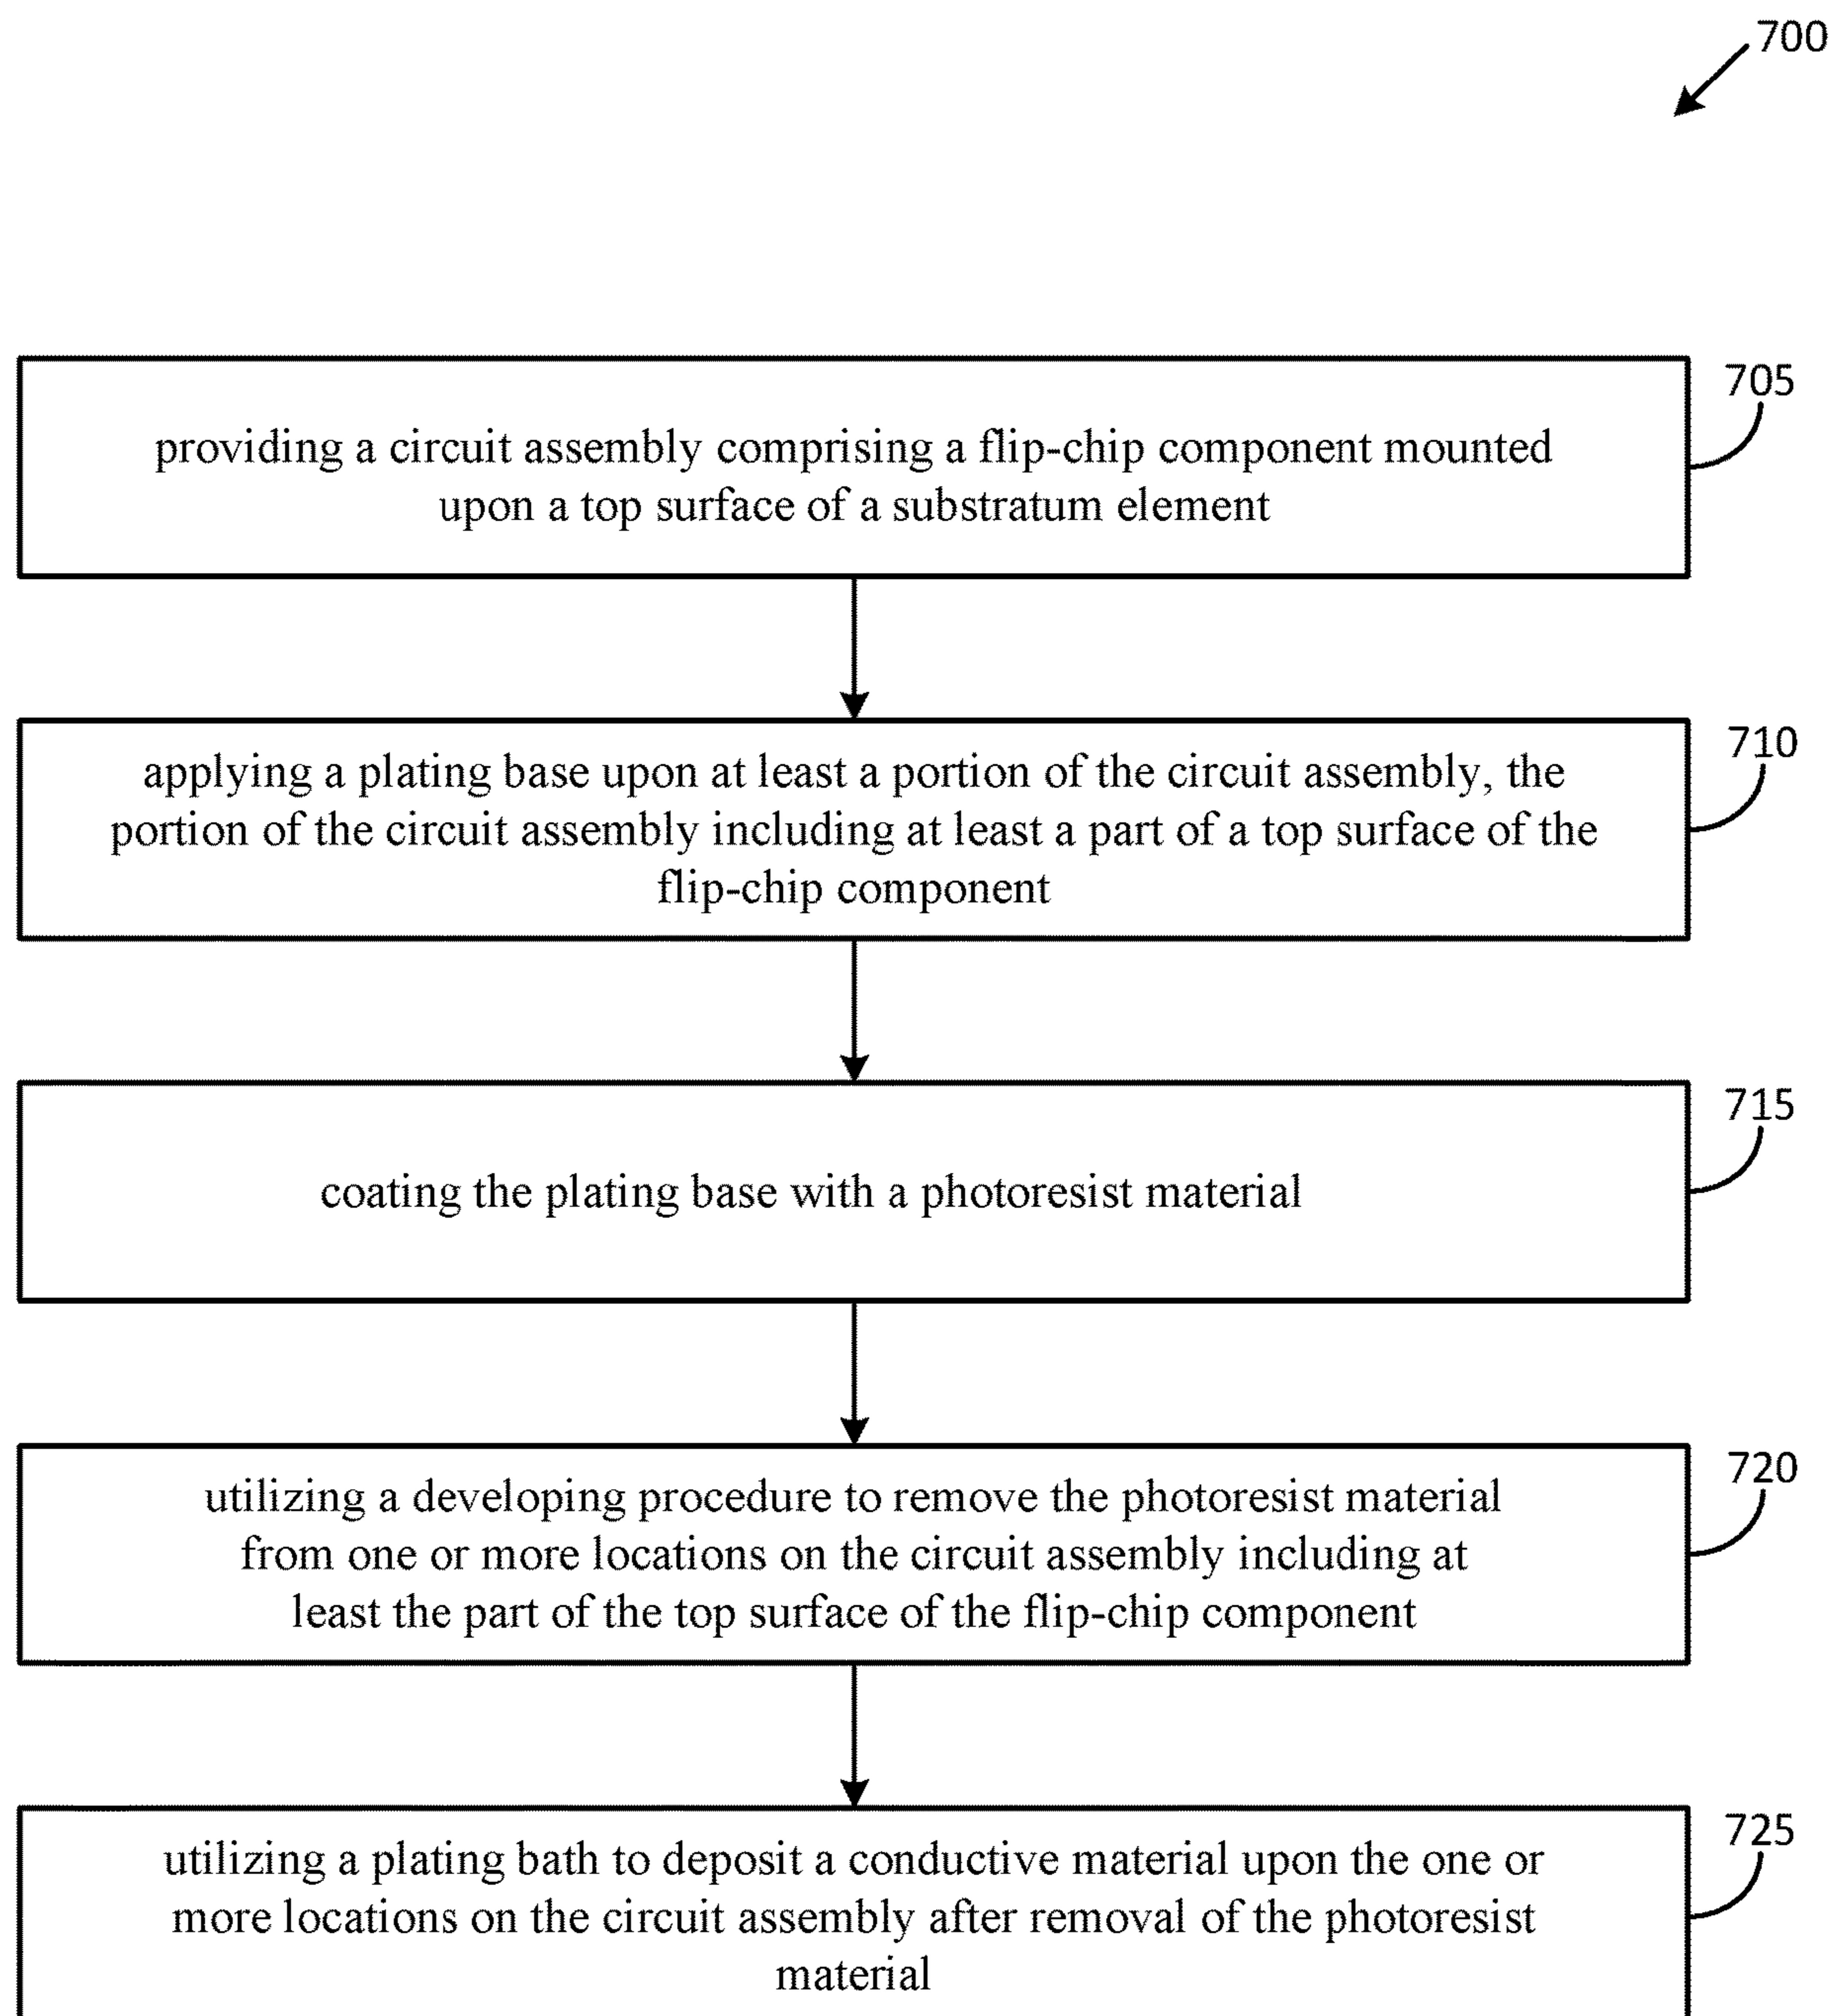 700
705
providing a circuit assembly comprising a flip-chip component mounted
upon a top surface of a substratum element
710
applying a plating base upon at least a portion of the circuit assembly, the
portion of the circuit assembly including at least a part of a top surface of the
flip-chip component
715
coating the plating base with a photoresist material
720
utilizing a developing procedure to remove the photoresist material
from one or more locations on the circuit assembly including at
least the part of the top surface of the flip-chip component
725
utilizing a plating bath to deposit a conductive material upon the one or
more locations on the circuit assembly after removal of the photoresist
material